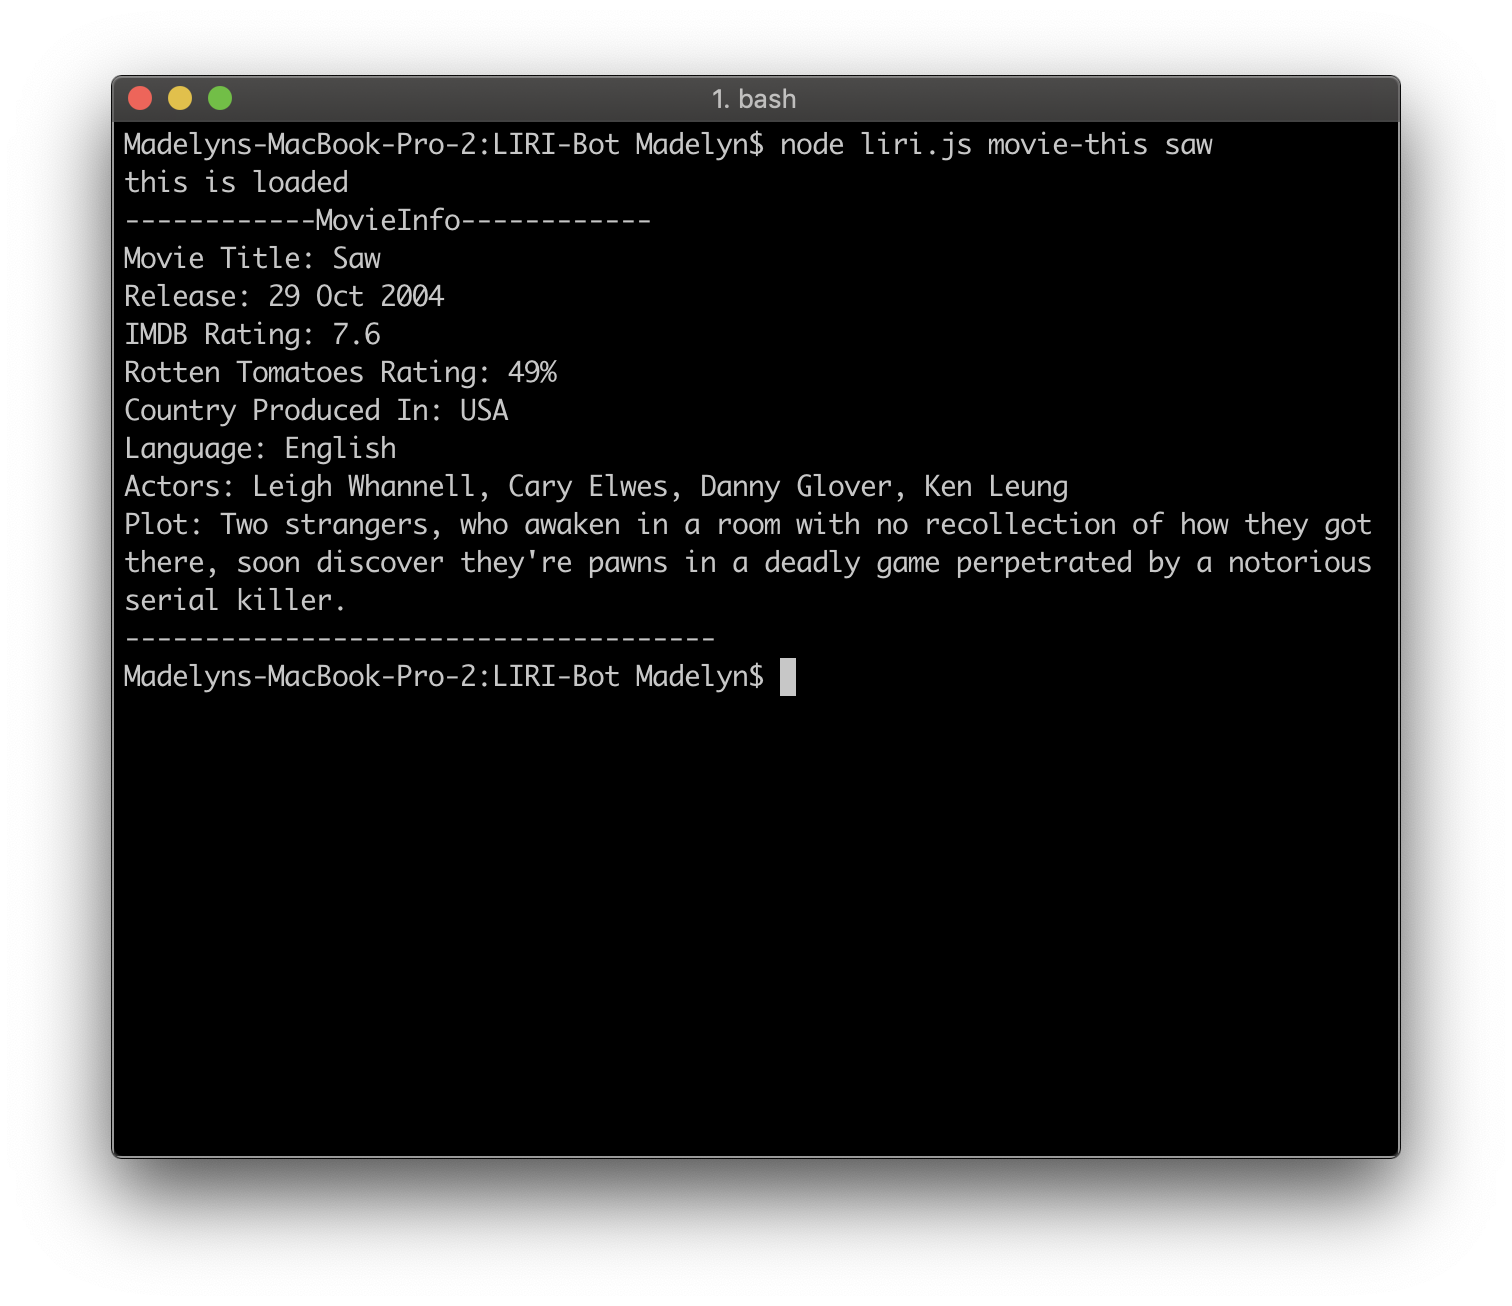 1. bash
Madelyns-MacBook-Pro-2:LIRI-Bot Madelyn$ node liri.js movie-this saw
this is loaded
------------MovieInfo------------
Movie Title: Saw
Release: 29 Oct 2004
IMDB Rating: 7.6
Rotten Tomatoes Rating: 49%
Country Produced In: USA
Language: English
Actors: Leigh Whannell, Cary Elwes, Danny Glover, Ken Leung
Plot: Two strangers, who awaken in a room with no recollection of how they got
there, soon discover they're pawns in a deadly game perpetrated by a notorious
serial killer.
-------------------------------------
Madelyns-MacBook-Pro-2:LIRI-Bot Madelyn$